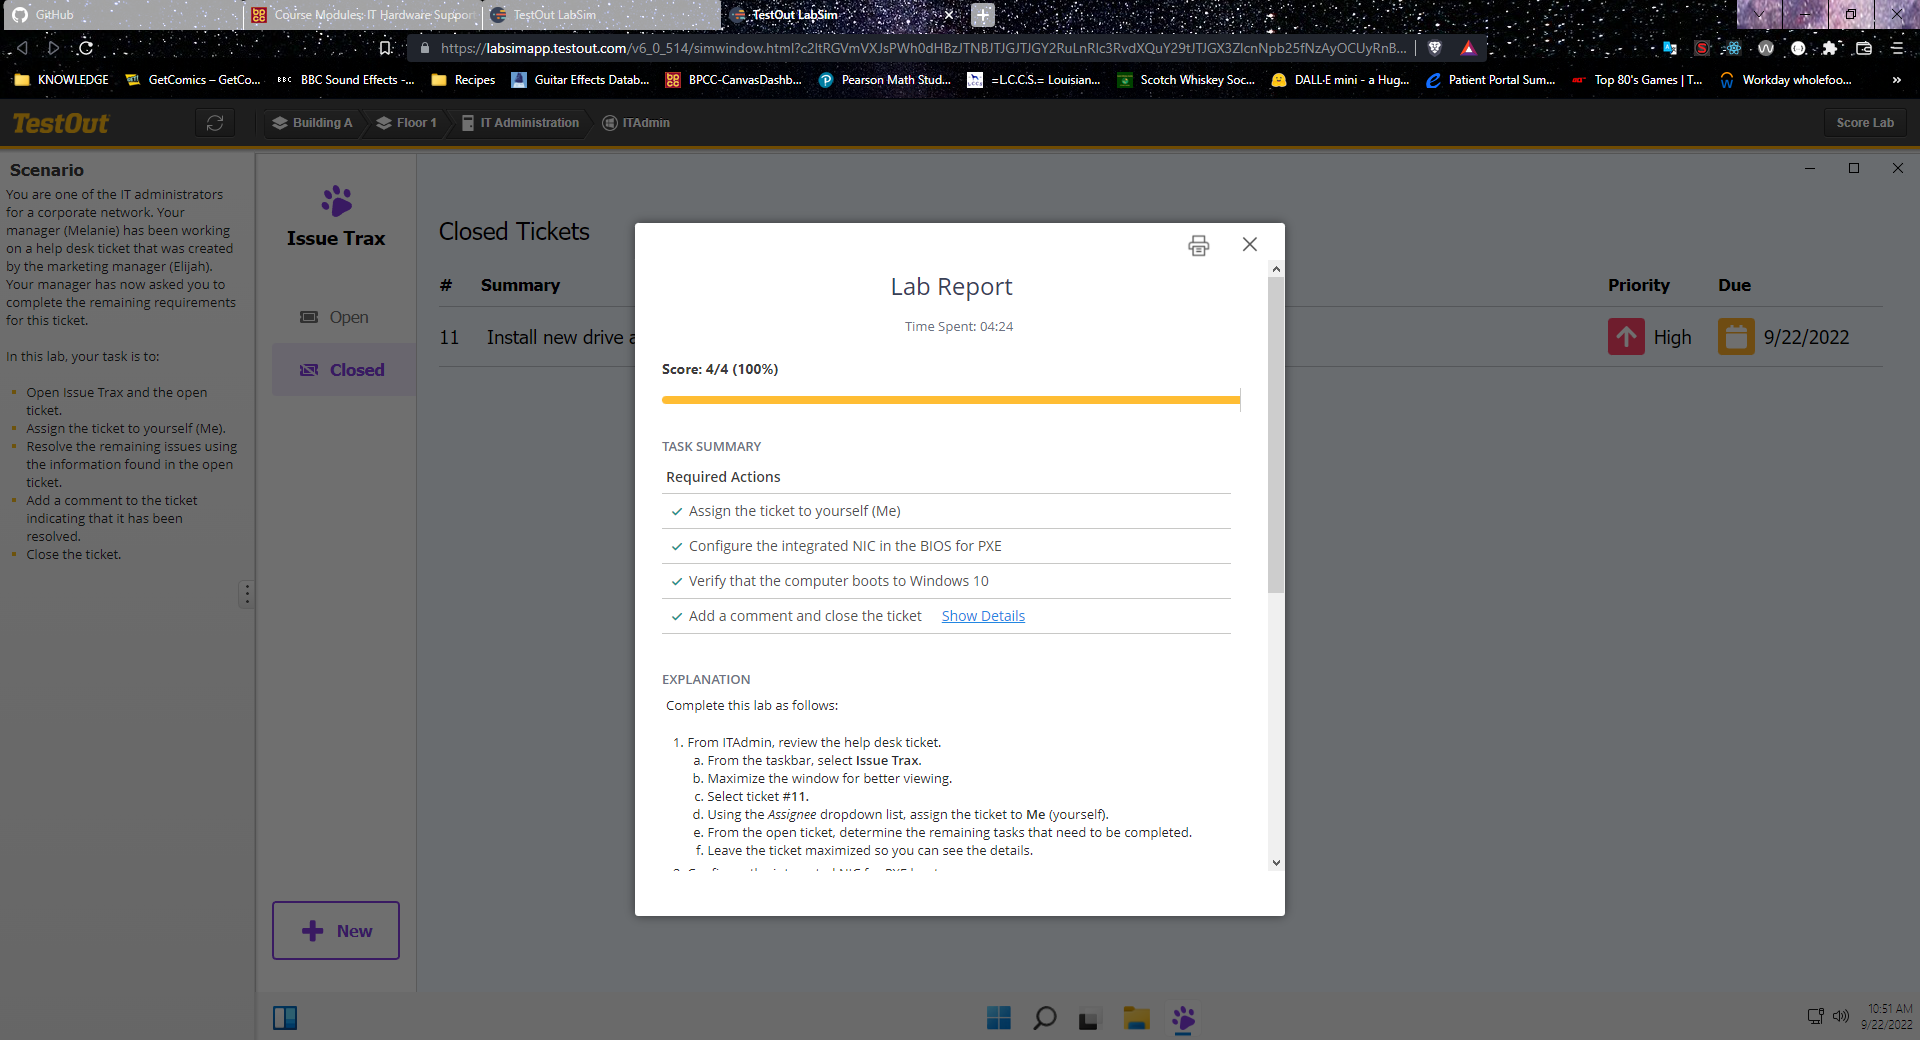 GitHub
Course Modules: IT Hardware Support
TestOut LabSim
TestOut LabSim
https://labsimapp.testout.com/v6_0_514/simwindow.html?c2ltRGVmVXJsPWh0dHBzJTNBJTJGJTJGY2RuLnRlc3RvdXQuY29tJTJGX3ZlcnNpb25fNzAyOCUyRnB...
KNOWLEDGE
GetComics – GetCo...
BBC BBC Sound Effects -...
Recipes
Guitar Effects Datab...
BPCC-CanvasDashb...
Pearson Math Stud...
=L.C.C.S.= Louisian...
Scotch Whiskey Soc...
DALL·E mini - a Hug...
Patient Portal Sum...
Top 80's Games | T...
Workday wholefoo...
»
TestOut
Building A
Floor 1
IT Administration
ITAdmin
Score Lab
Scenario
You are one of the IT administrators
for a corporate network. Your
manager (Melanie) has been working
on a help desk ticket that was created
by the marketing manager (Elijah).
Your manager has now asked you to
complete the remaining requirements
for this ticket.
In this lab, your task is to:
Open Issue Trax and the open
ticket.
Assign the ticket to yourself (Me).
Resolve the remaining issues using
the information found in the open
ticket.
Add a comment to the ticket
indicating that it has been
resolved.
Close the ticket.
Issue Trax
Open
Closed
New
Closed Tickets
# Summary Priority Due
11 Install new drive a High 9/22/2022
Lab Report
Time Spent: 04:24
Score: 4/4 (100%)
TASK SUMMARY
Required Actions
Assign the ticket to yourself (Me)
Configure the integrated NIC in the BIOS for PXE
Verify that the computer boots to Windows 10
Add a comment and close the ticket Show Details
EXPLANATION
Complete this lab as follows:
1. From ITAdmin, review the help desk ticket.
a. From the taskbar, select Issue Trax.
b. Maximize the window for better viewing.
c. Select ticket #11.
d. Using the Assignee dropdown list, assign the ticket to Me (yourself).
e. From the open ticket, determine the remaining tasks that need to be completed.
f. Leave the ticket maximized so you can see the details.
10:51 AM
9/22/2022